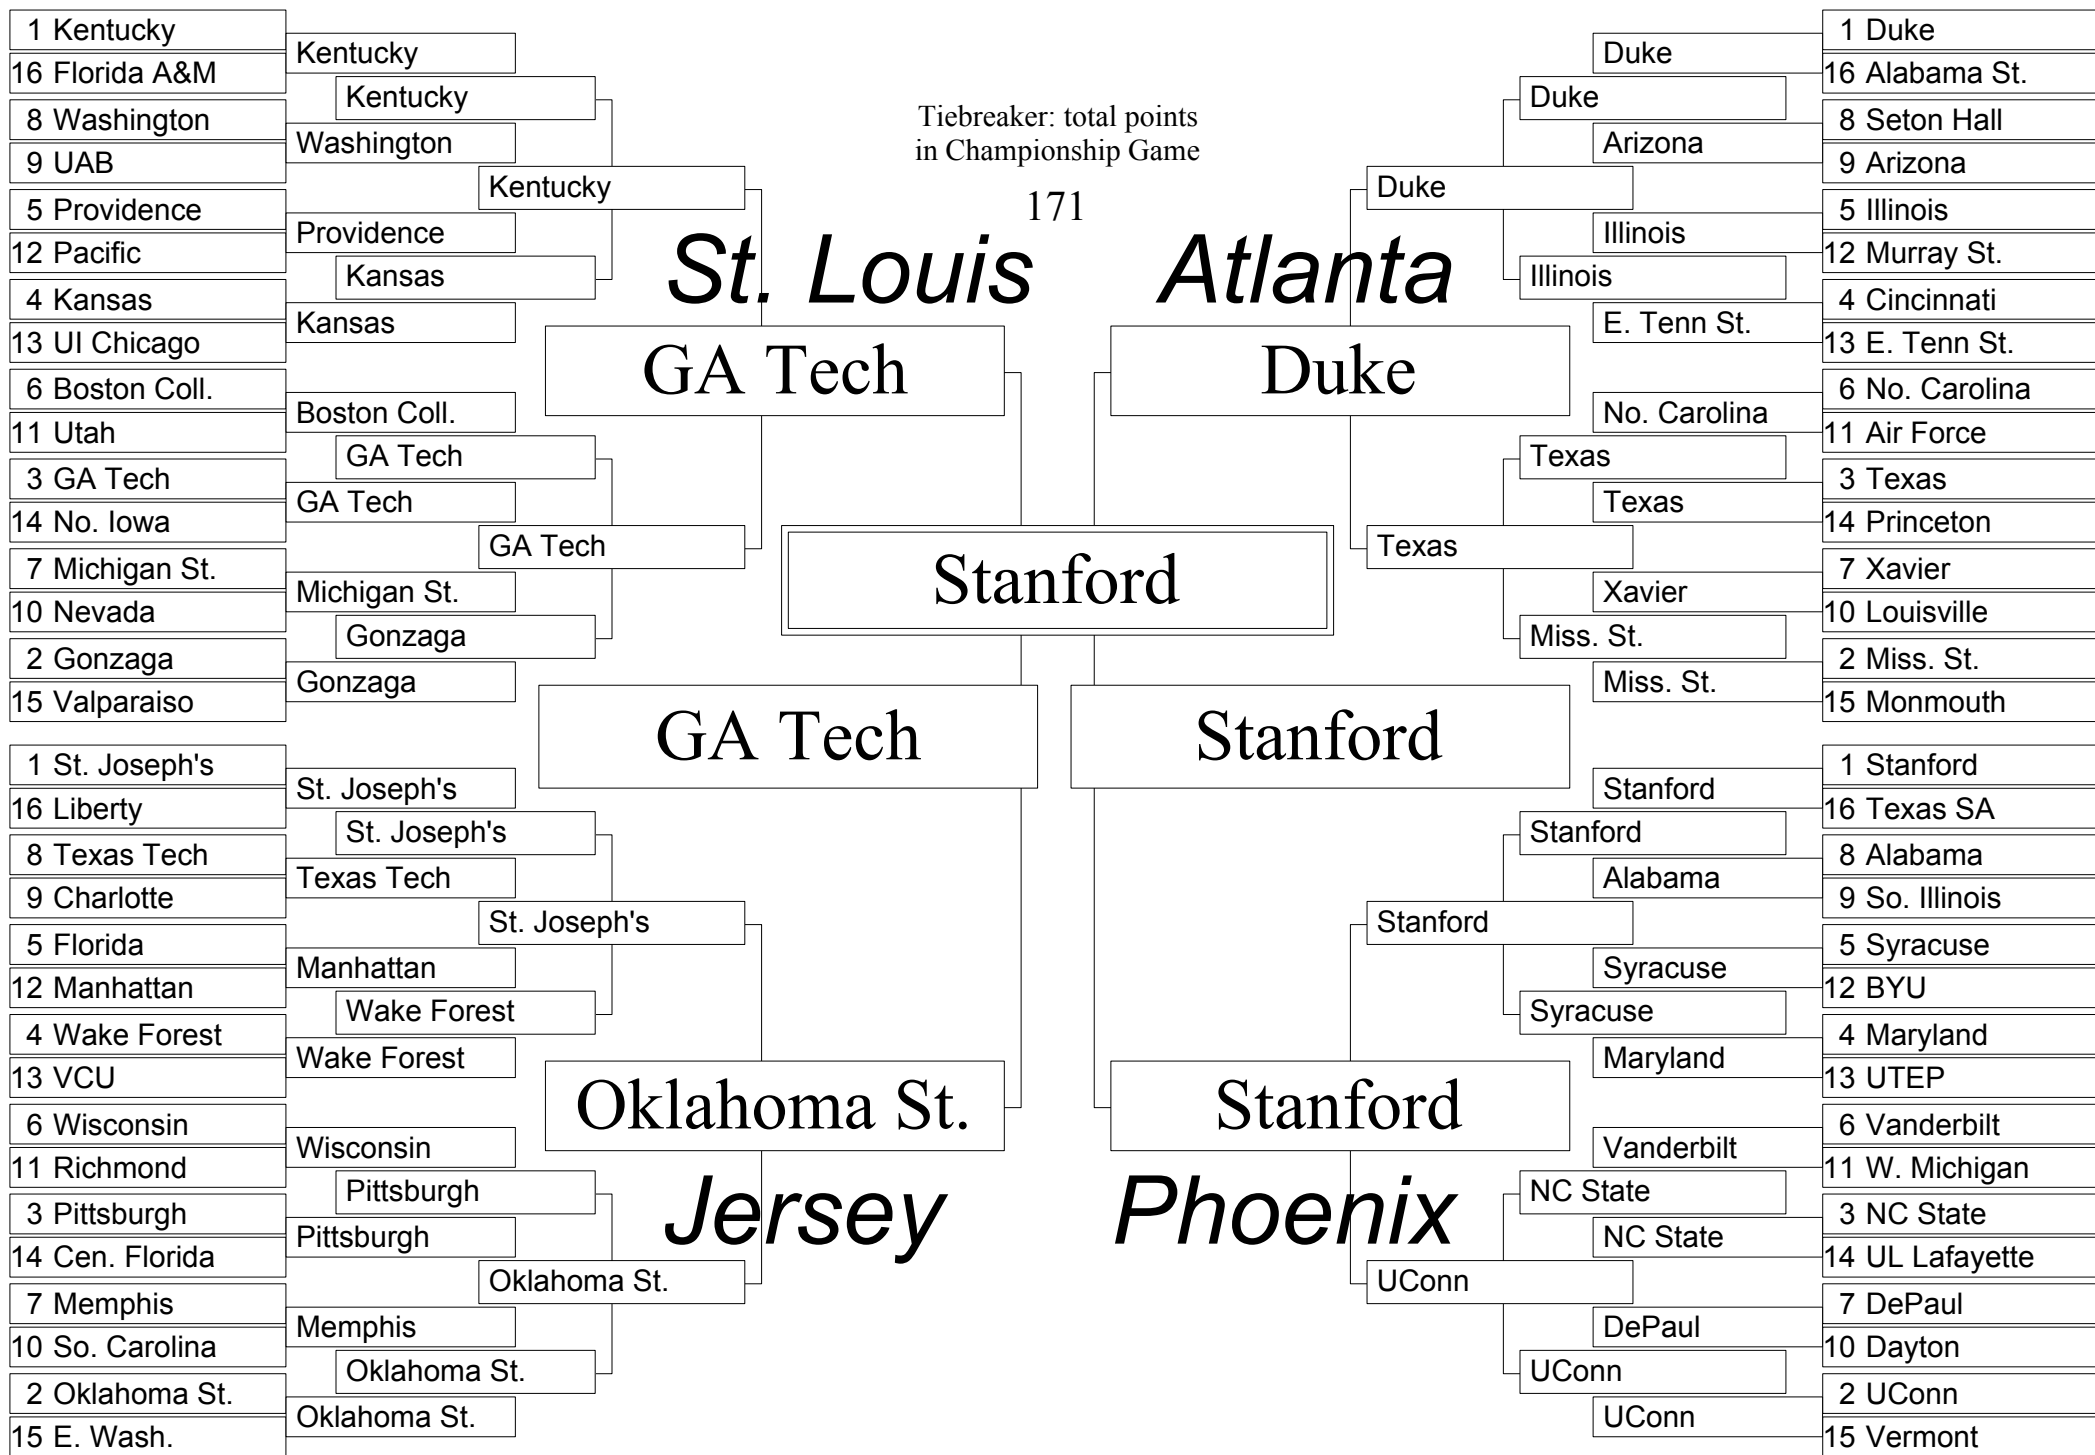 1 Kentucky
16 Florida A&M
8 Washington
9 UAB
5 Providence
12 Pacific
4 Kansas
13 UI Chicago
6 Boston Coll.
11 Utah
3 GA Tech
14 No. Iowa
7 Michigan St.
10 Nevada
2 Gonzaga
15 Valparaiso
Kentucky
Washington
Providence
Kansas
Boston Coll.
GA Tech
Michigan St.
Gonzaga
Kentucky
Kansas
GA Tech
Gonzaga
Kentucky
GA Tech
St. Louis
GA Tech
1 St. Joseph's
16 Liberty
8 Texas Tech
9 Charlotte
5 Florida
12 Manhattan
4 Wake Forest
13 VCU
6 Wisconsin
11 Richmond
3 Pittsburgh
14 Cen. Florida
7 Memphis
10 So. Carolina
2 Oklahoma St.
15 E. Wash.
St. Joseph's
Texas Tech
Manhattan
Wake Forest
Wisconsin
Pittsburgh
Memphis
Oklahoma St.
St. Joseph's
Wake Forest
Pittsburgh
Oklahoma St.
St. Joseph's
Oklahoma St.
Oklahoma St.
Jersey
Tiebreaker: total points
in Championship Game
171
Stanford
GA Tech
Stanford
Atlanta
Duke
Duke
Texas
Duke
Illinois
Texas
Miss. St.
Duke
Arizona
Illinois
E. Tenn St.
No. Carolina
Texas
Xavier
Miss. St.
1 Duke
16 Alabama St.
8 Seton Hall
9 Arizona
5 Illinois
12 Murray St.
4 Cincinnati
13 E. Tenn St.
6 No. Carolina
11 Air Force
3 Texas
14 Princeton
7 Xavier
10 Louisville
2 Miss. St.
15 Monmouth
Stanford
Phoenix
Stanford
UConn
Stanford
Syracuse
NC State
UConn
Stanford
Alabama
Syracuse
Maryland
Vanderbilt
NC State
DePaul
UConn
1 Stanford
16 Texas SA
8 Alabama
9 So. Illinois
5 Syracuse
12 BYU
4 Maryland
13 UTEP
6 Vanderbilt
11 W. Michigan
3 NC State
14 UL Lafayette
7 DePaul
10 Dayton
2 UConn
15 Vermont